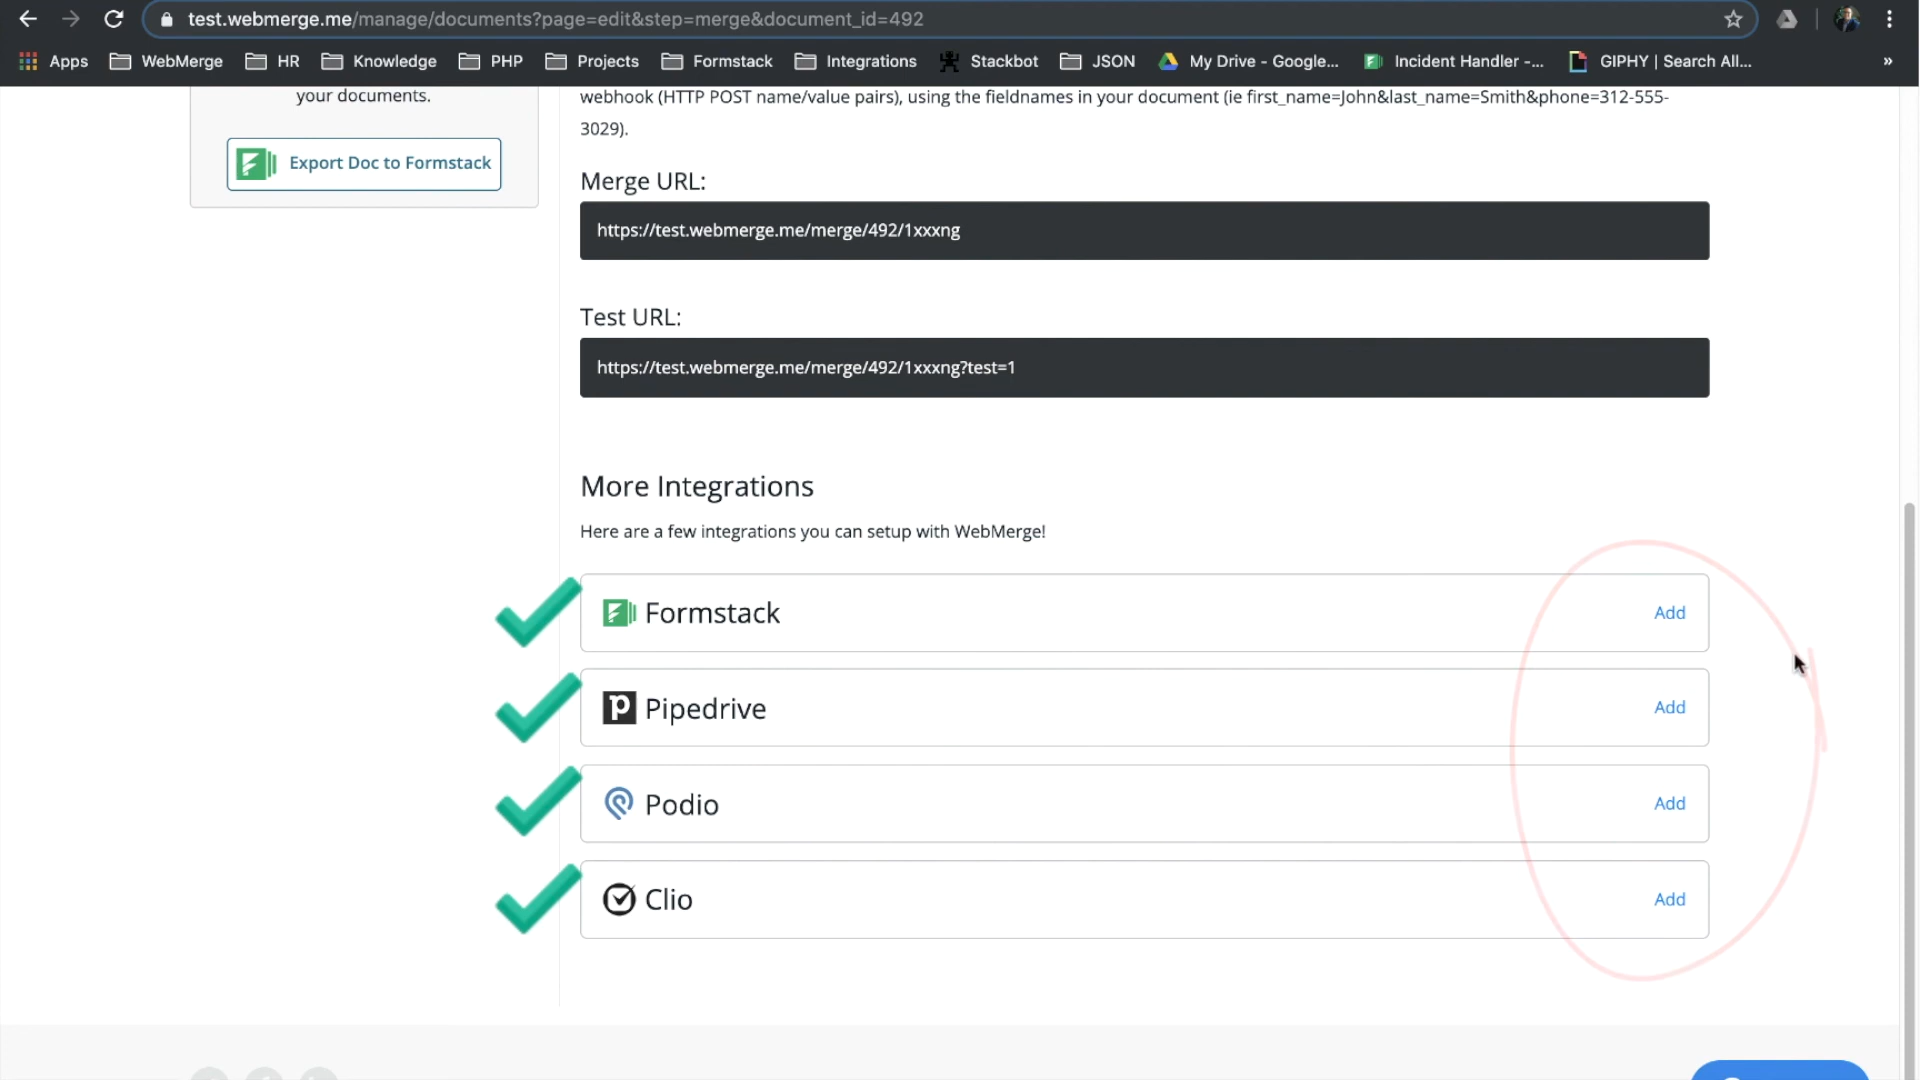 test.webmerge.me/manage/documents?page=edit&step=merge&document_id=492
Apps WebMerge HR Knowledge PHP Projects Formstack Integrations Stackbot JSON My Drive - Google... Incident Handler -... GIPHY | Search All... »
your documents.
Export Doc to Formstack
webhook (HTTP POST name/value pairs), using the fieldnames in your document (ie first_name=John&last_name=Smith&phone=312-555-
3029).
Merge URL:
https://test.webmerge.me/merge/492/1xxxng
Test URL:
https://test.webmerge.me/merge/492/1xxxng?test=1
More Integrations
Here are a few integrations you can setup with WebMerge!
Formstack Add
Pipedrive Add
Podio Add
Clio Add